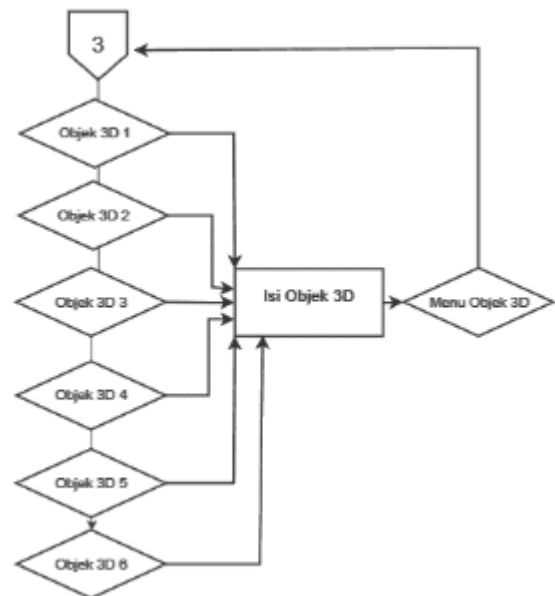 3
Objek 3D 1
Objek 3D 2
Objek 3D 3
Objek 3D 4
Objek 3D 5
Objek 3D 6
Isi Objek 3D
Menu Objek 3D